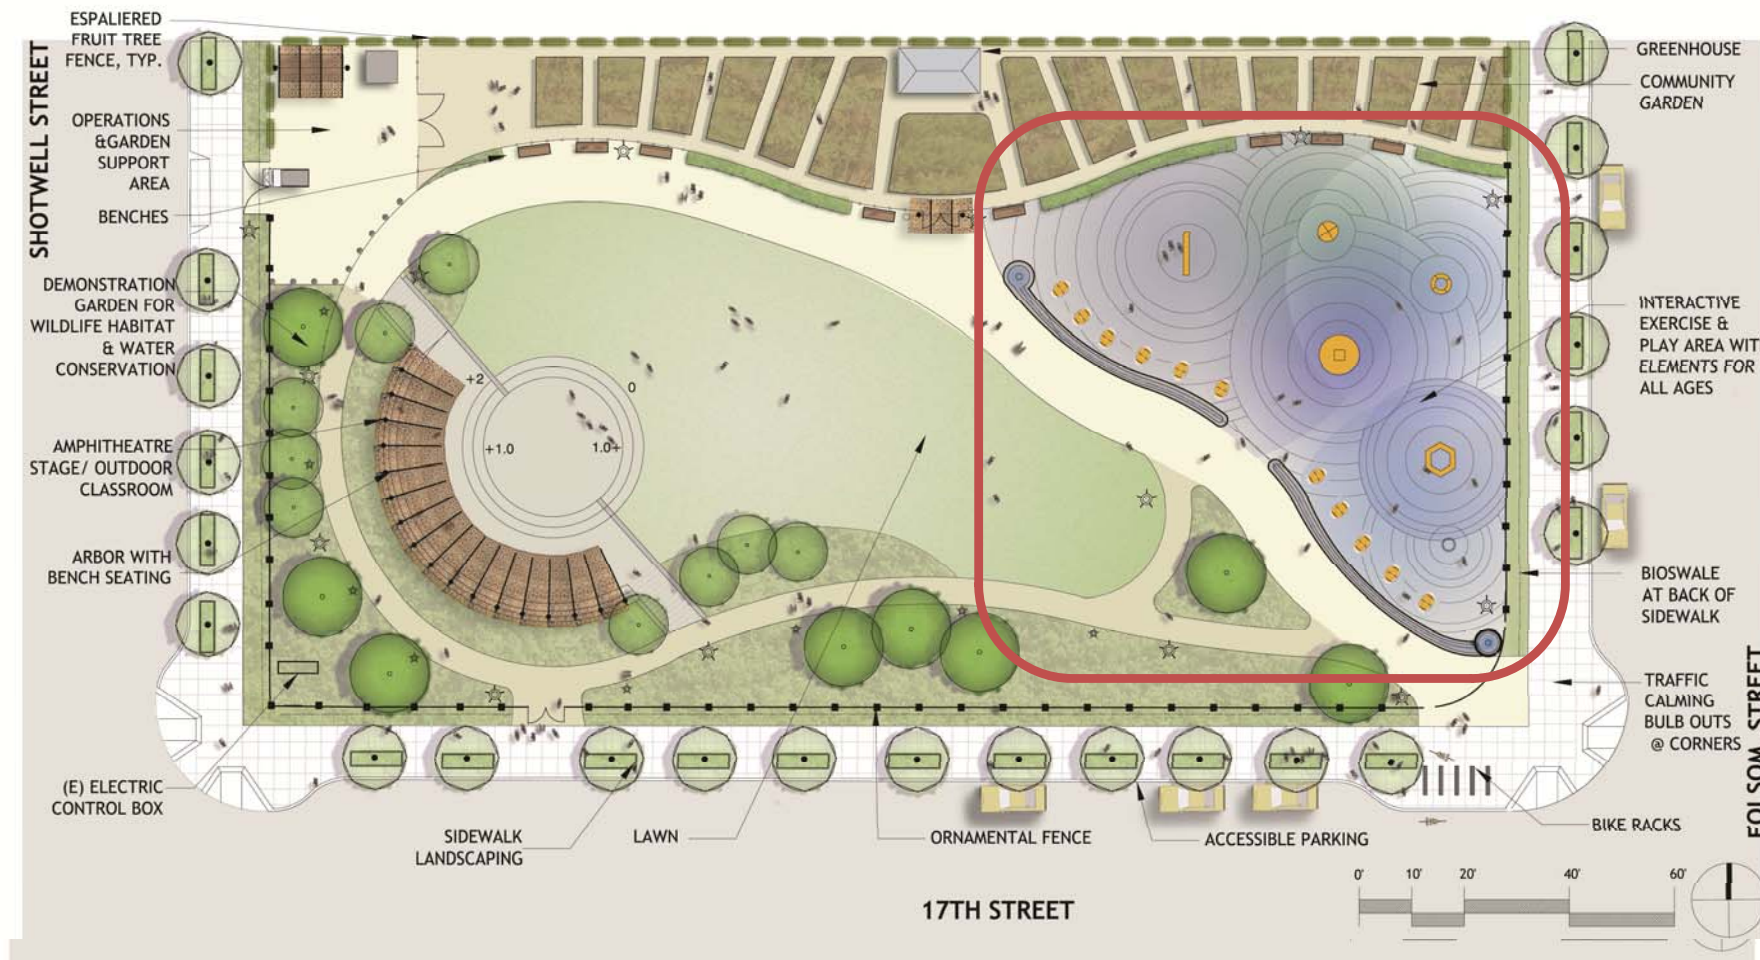 ESPALIERED
FRUIT TREE
FENCE, TYP.
SHOTWELL STREET
OPERATIONS
&GARDEN
SUPPORT
AREA
BENCHES
DEMONSTRATION
GARDEN FOR
WILDLIFE HABITAT
& WATER
CONSERVATION
AMPHITHEATRE
STAGE/ OUTDOOR
CLASSROOM
ARBOR WITH
BENCH SEATING
(E) ELECTRIC
CONTROL BOX
SIDEWALK
LANDSCAPING
LAWN
ORNAMENTAL FENCE
ACCESSIBLE PARKING
BIKE RACKS
+2
0
+1.0
1.0+
GREENHOUSE
COMMUNITY
GARDEN
INTERACTIVE
EXERCISE &
PLAY AREA WIT
ELEMENTS FOR
ALL AGES
BIOSWALE
AT BACK OF
SIDEWALK
TRAFFIC
CALMING
BULB OUTS
@ CORNERS
FOLSOM STREET
17TH STREET
0' 10' 20' 40' 60'